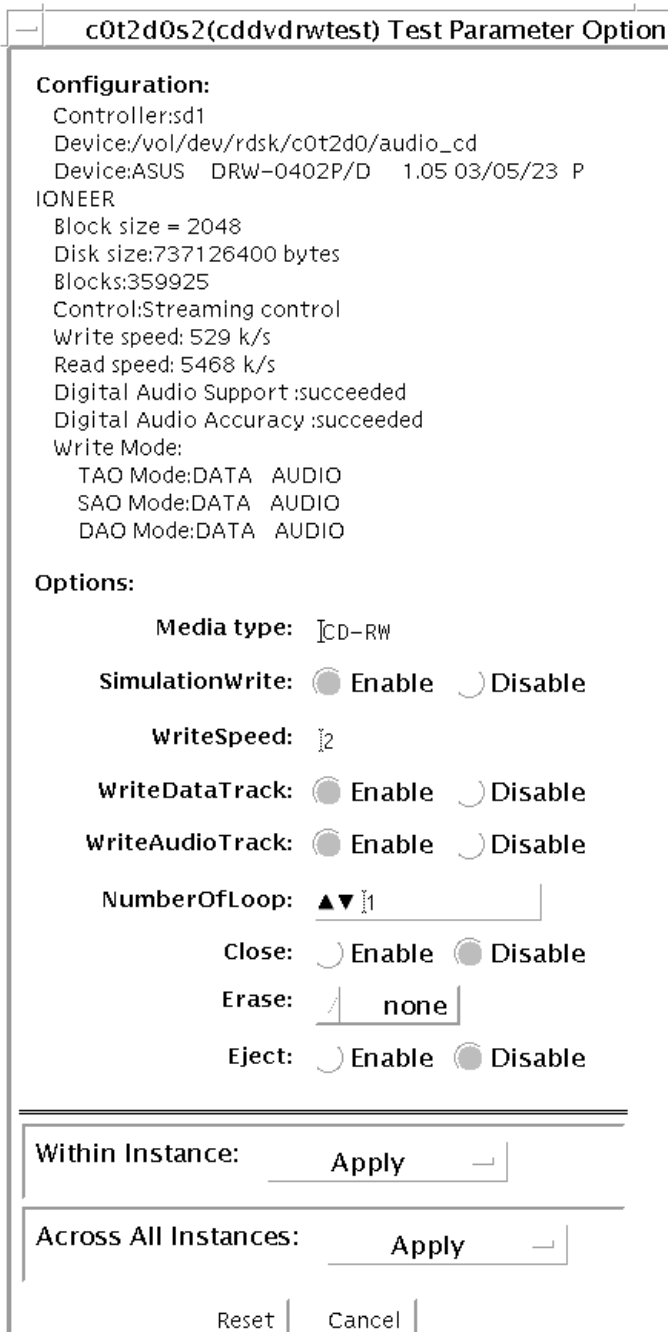 c0t2d0s2(cddvdrwtest) Test Parameter Option
Configuration:
Controller:sd1
Device:/vol/dev/rdsk/c0t2d0/audio_cd
Device:ASUS DRW-0402P/D 1.05 03/05/23 P
IONEER
Block size = 2048
Disk size:737126400 bytes
Blocks:359925
Control:Streaming control
Write speed: 529 k/s
Read speed: 5468 k/s
Digital Audio Support :succeeded
Digital Audio Accuracy :succeeded
Write Mode:
TAO Mode:DATA AUDIO
SAO Mode:DATA AUDIO
DAO Mode:DATA AUDIO
Options:
Media type: CD-RW
SimulationWrite: Enable Disable
WriteSpeed: 2
WriteDataTrack: Enable Disable
WriteAudioTrack: Enable Disable
NumberOfLoop: 1
Close: Enable Disable
Erase: none
Eject: Enable Disable
Within Instance: Apply
Across All Instances: Apply
Reset Cancel